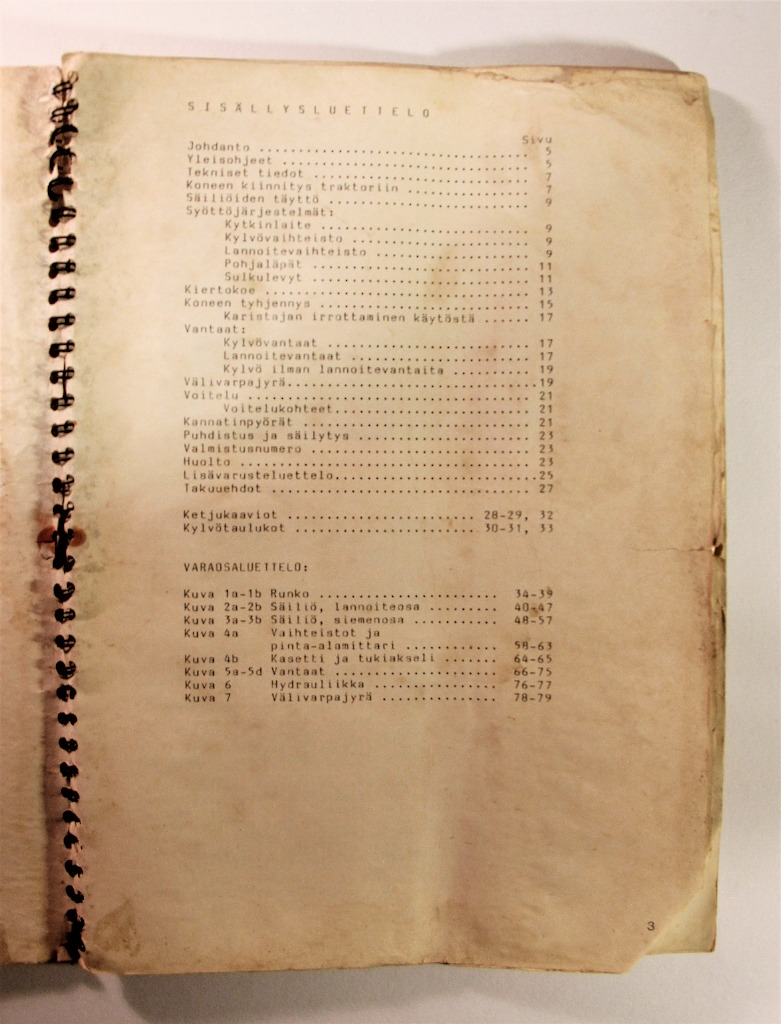 SISÄLLYSLUETTELO
Sivu
Johdanto .................................. 5
Yleisohjeet ............................... 5
Tekniset tiedot ........................... 7
Koneen kiinnitys traktoriin ............... 7
Säiliöiden täyttö ......................... 9
Syöttöjärjestelmät:
Kytkinlaite ....................... 9
Kylvövaihteisto ................... 9
Lannoitevaihteisto ................ 9
Pohjaläpät ........................ 11
Sulkulevyt ........................ 11
Kiertokoe ................................. 13
Koneen tyhjennys .......................... 15
Karistajan irrottaminen käytöstä ...... 17
Vantaat:
Kylvövantaat ...................... 17
Lannoitevantaat ................... 17
Kylvö ilman lannoitevantaita .......... 19
Välivarpajyrä..............................19
Voitelu ................................... 21
Voitelukohteet..................... 21
Kannatinpyörät ............................ 21
Puhdistus ja säilytys ..................... 23
Valmistusnumero ........................... 23
Huolto .................................... 23
Lisävarusteluettelo.........................25
Takuuehdot ................................ 27
Ketjukaaviot ........................ 28-29, 32
Kylvötaulukot ....................... 30-31, 33
VARAOSALUETTELO:
Kuva 1a-1b Runko ....................... 34-39
Kuva 2a-2b Säiliö, lannoiteosa ......... 40-47
Kuva 3a-3b Säiliö, siemenosa ........... 48-57
Kuva 4a Vaihteistot ja
pinta-alamittari ............ 58-63
Kuva 4b Kasetti ja tukiakseli ....... 64-65
Kuva 5a-5d Vantaat ..................... 66-75
Kuva 6 Hydrauliikka ................ 76-77
Kuva 7 Välivarpajyrä ............... 78-79
3